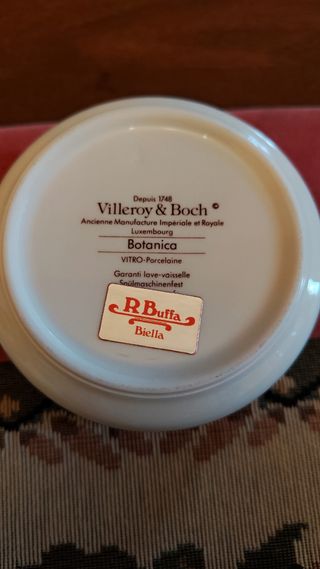 Depuis 1748
Villeroy & Boch ©
Ancienne Manufacture Impériale et Royale
Luxembourg
Botanica
VITRO-Porcelaine
Garanti lave-vaisselle
Spülmaschinenfest
R Buffa
Biella